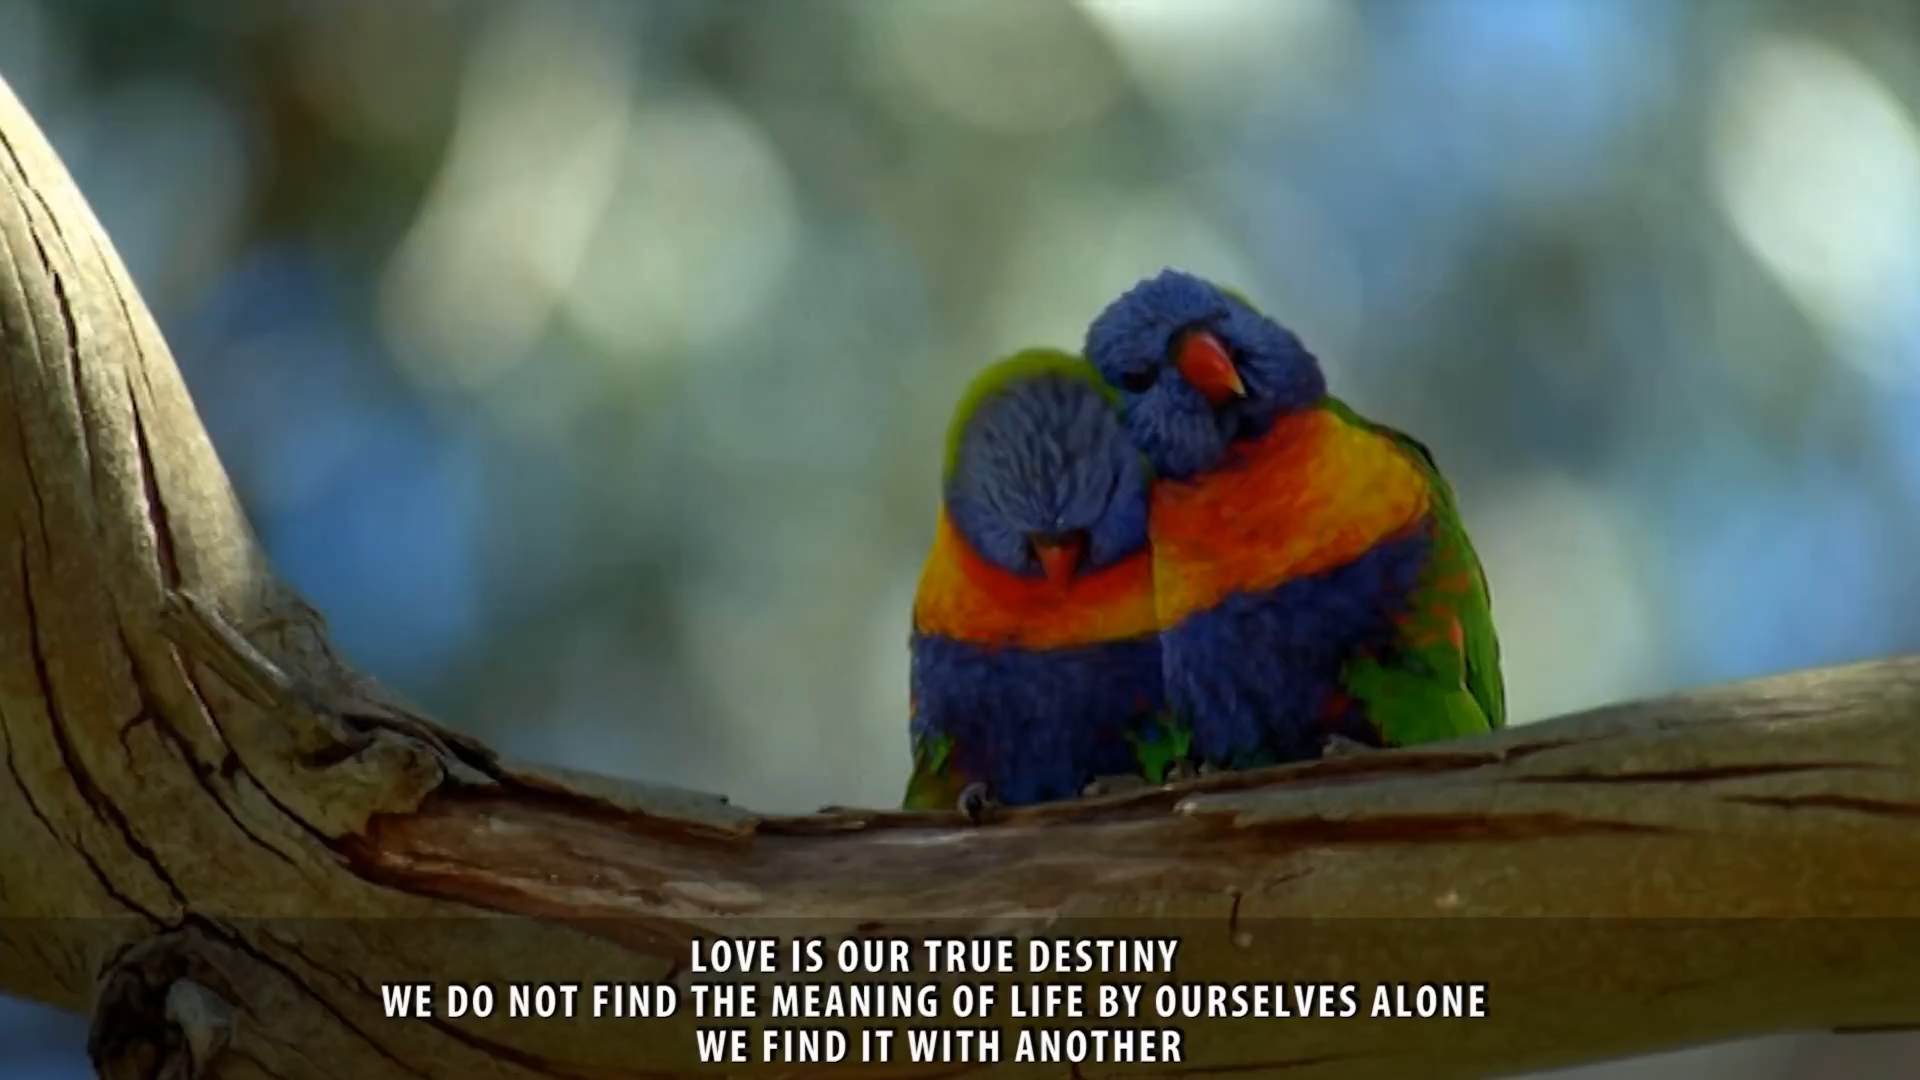 LOVE IS OUR TRUE DESTINY
WE DO NOT FIND THE MEANING OF LIFE BY OURSELVES ALONE
WE FIND IT WITH ANOTHER